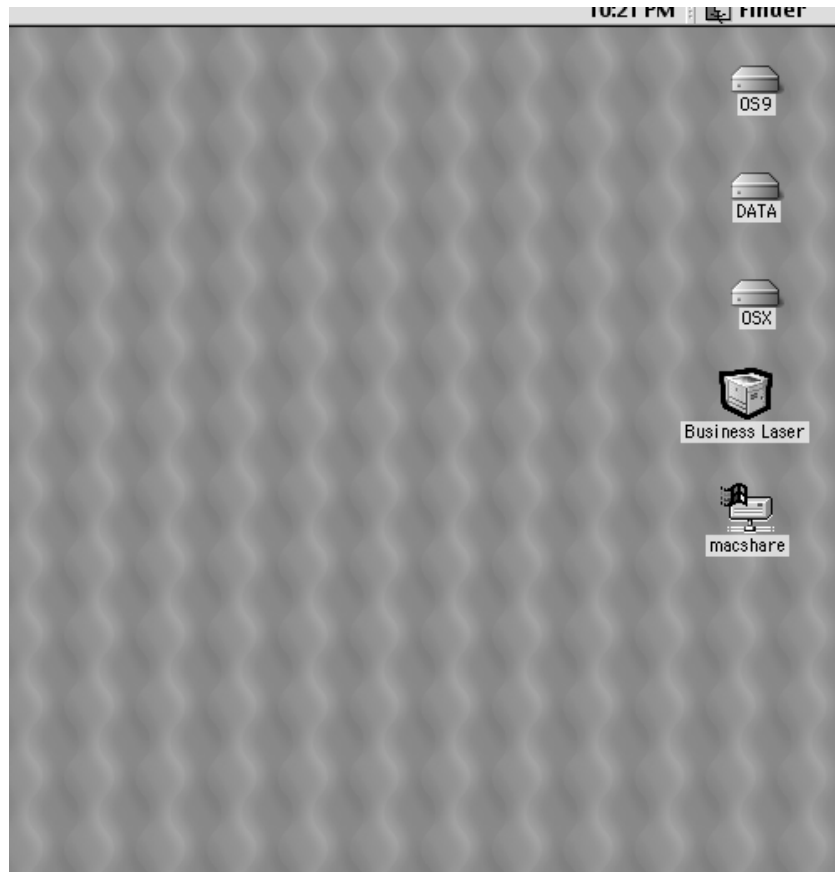 10:21 PM Finder
OS9
DATA
OSX
Business Laser
macshare